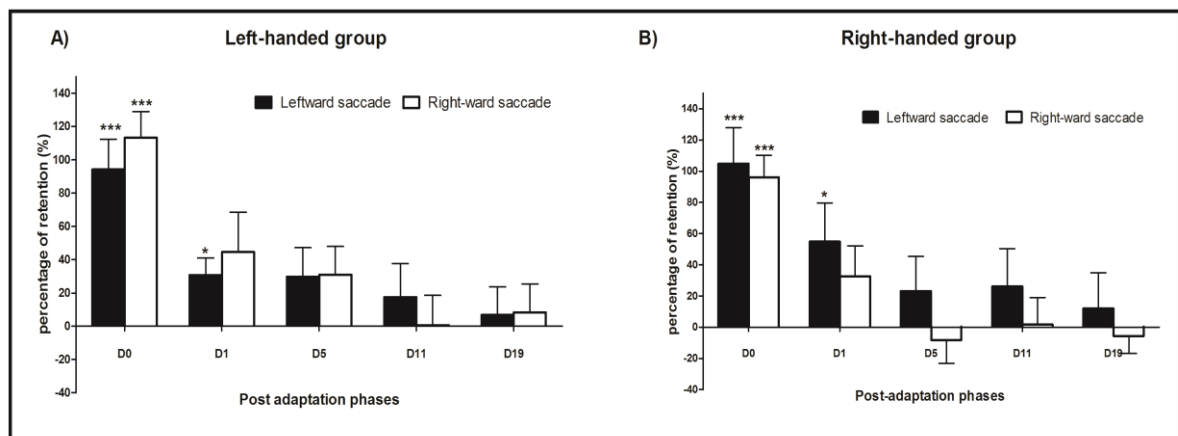 A)
Left-handed group
percentage of retention (%)
140
120
100
80
60
40
20
0
-20
-40
Leftward saccade
Right-ward saccade
***
***
*
D0
D1
D5
D11
D19
Post adaptation phases
B)
Right-handed group
percentage of retention (%)
140
120
100
80
60
40
20
0
-20
-40
Leftward saccade
Right-ward saccade
***
***
*
D0
D1
D5
D11
D19
Post-adaptation phases